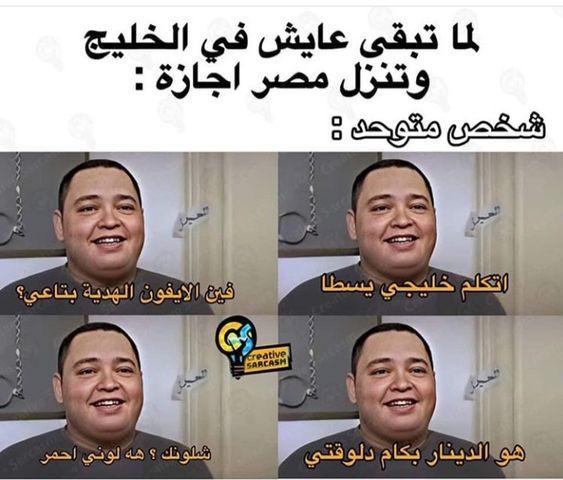 لما تبقى عايش في الخليج
وتنزل مصر اجازة :
شخص متوحد :
اتكلم خليجي يسطا
فين الايفون الهدية بتاعي؟
هو الدينار بكام دلوقتي
شلونك ؟ هه لوني احمر
Creative
SARCASM